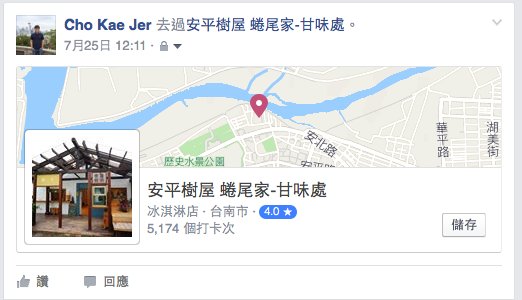 Cho Kae Jer 去過安平樹屋 蜷尾家-甘味處。
7月25日 12:11 ·
安北路
華平路
湖美街
歷史水景公園
安平路
安平樹屋 蜷尾家-甘味處
冰淇淋店 · 台南市 · 4.0 ★
5,174 個打卡次
儲存
讚
回應